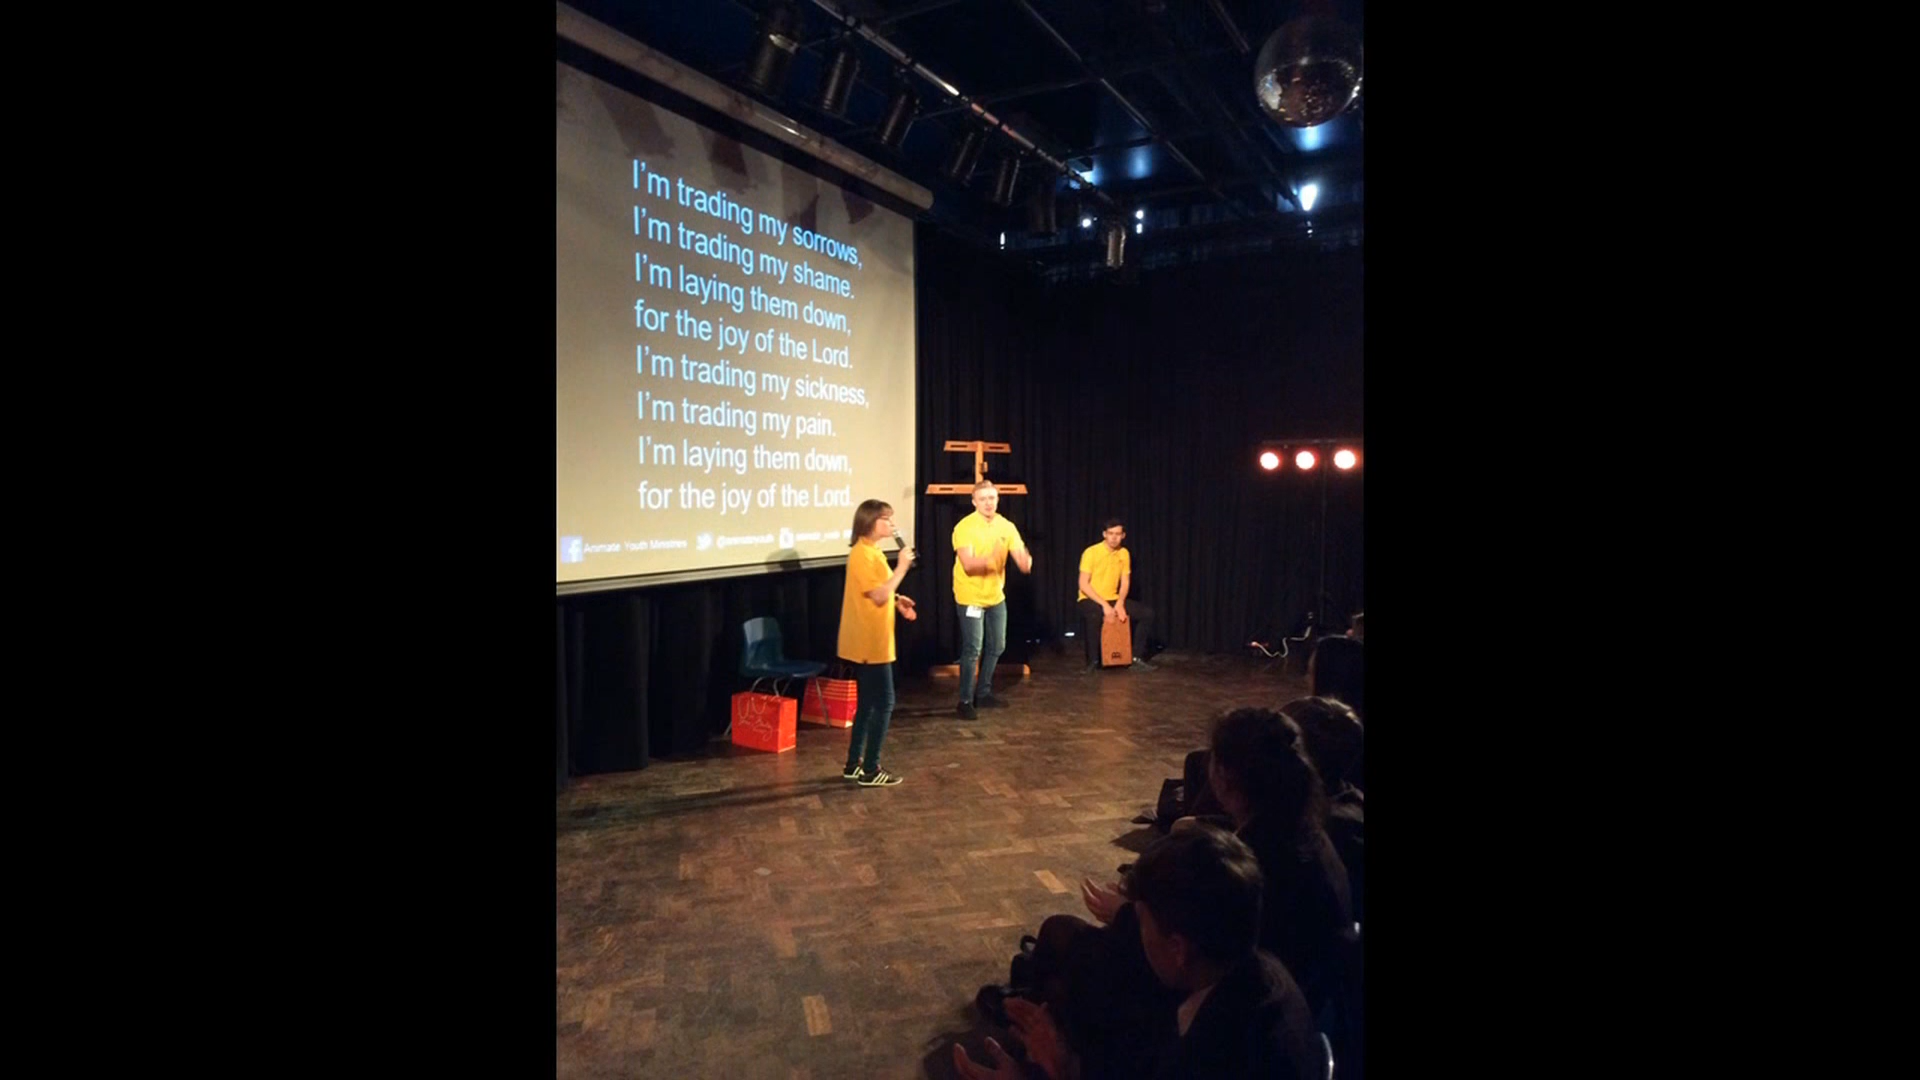 I'm trading my sorrows,
I'm trading my shame.
I'm laying them down,
for the joy of the Lord.
I'm trading my sickness,
I'm trading my pain.
I'm laying them down,
for the joy of the Lord.
Animate Youth Ministries @animateyouth